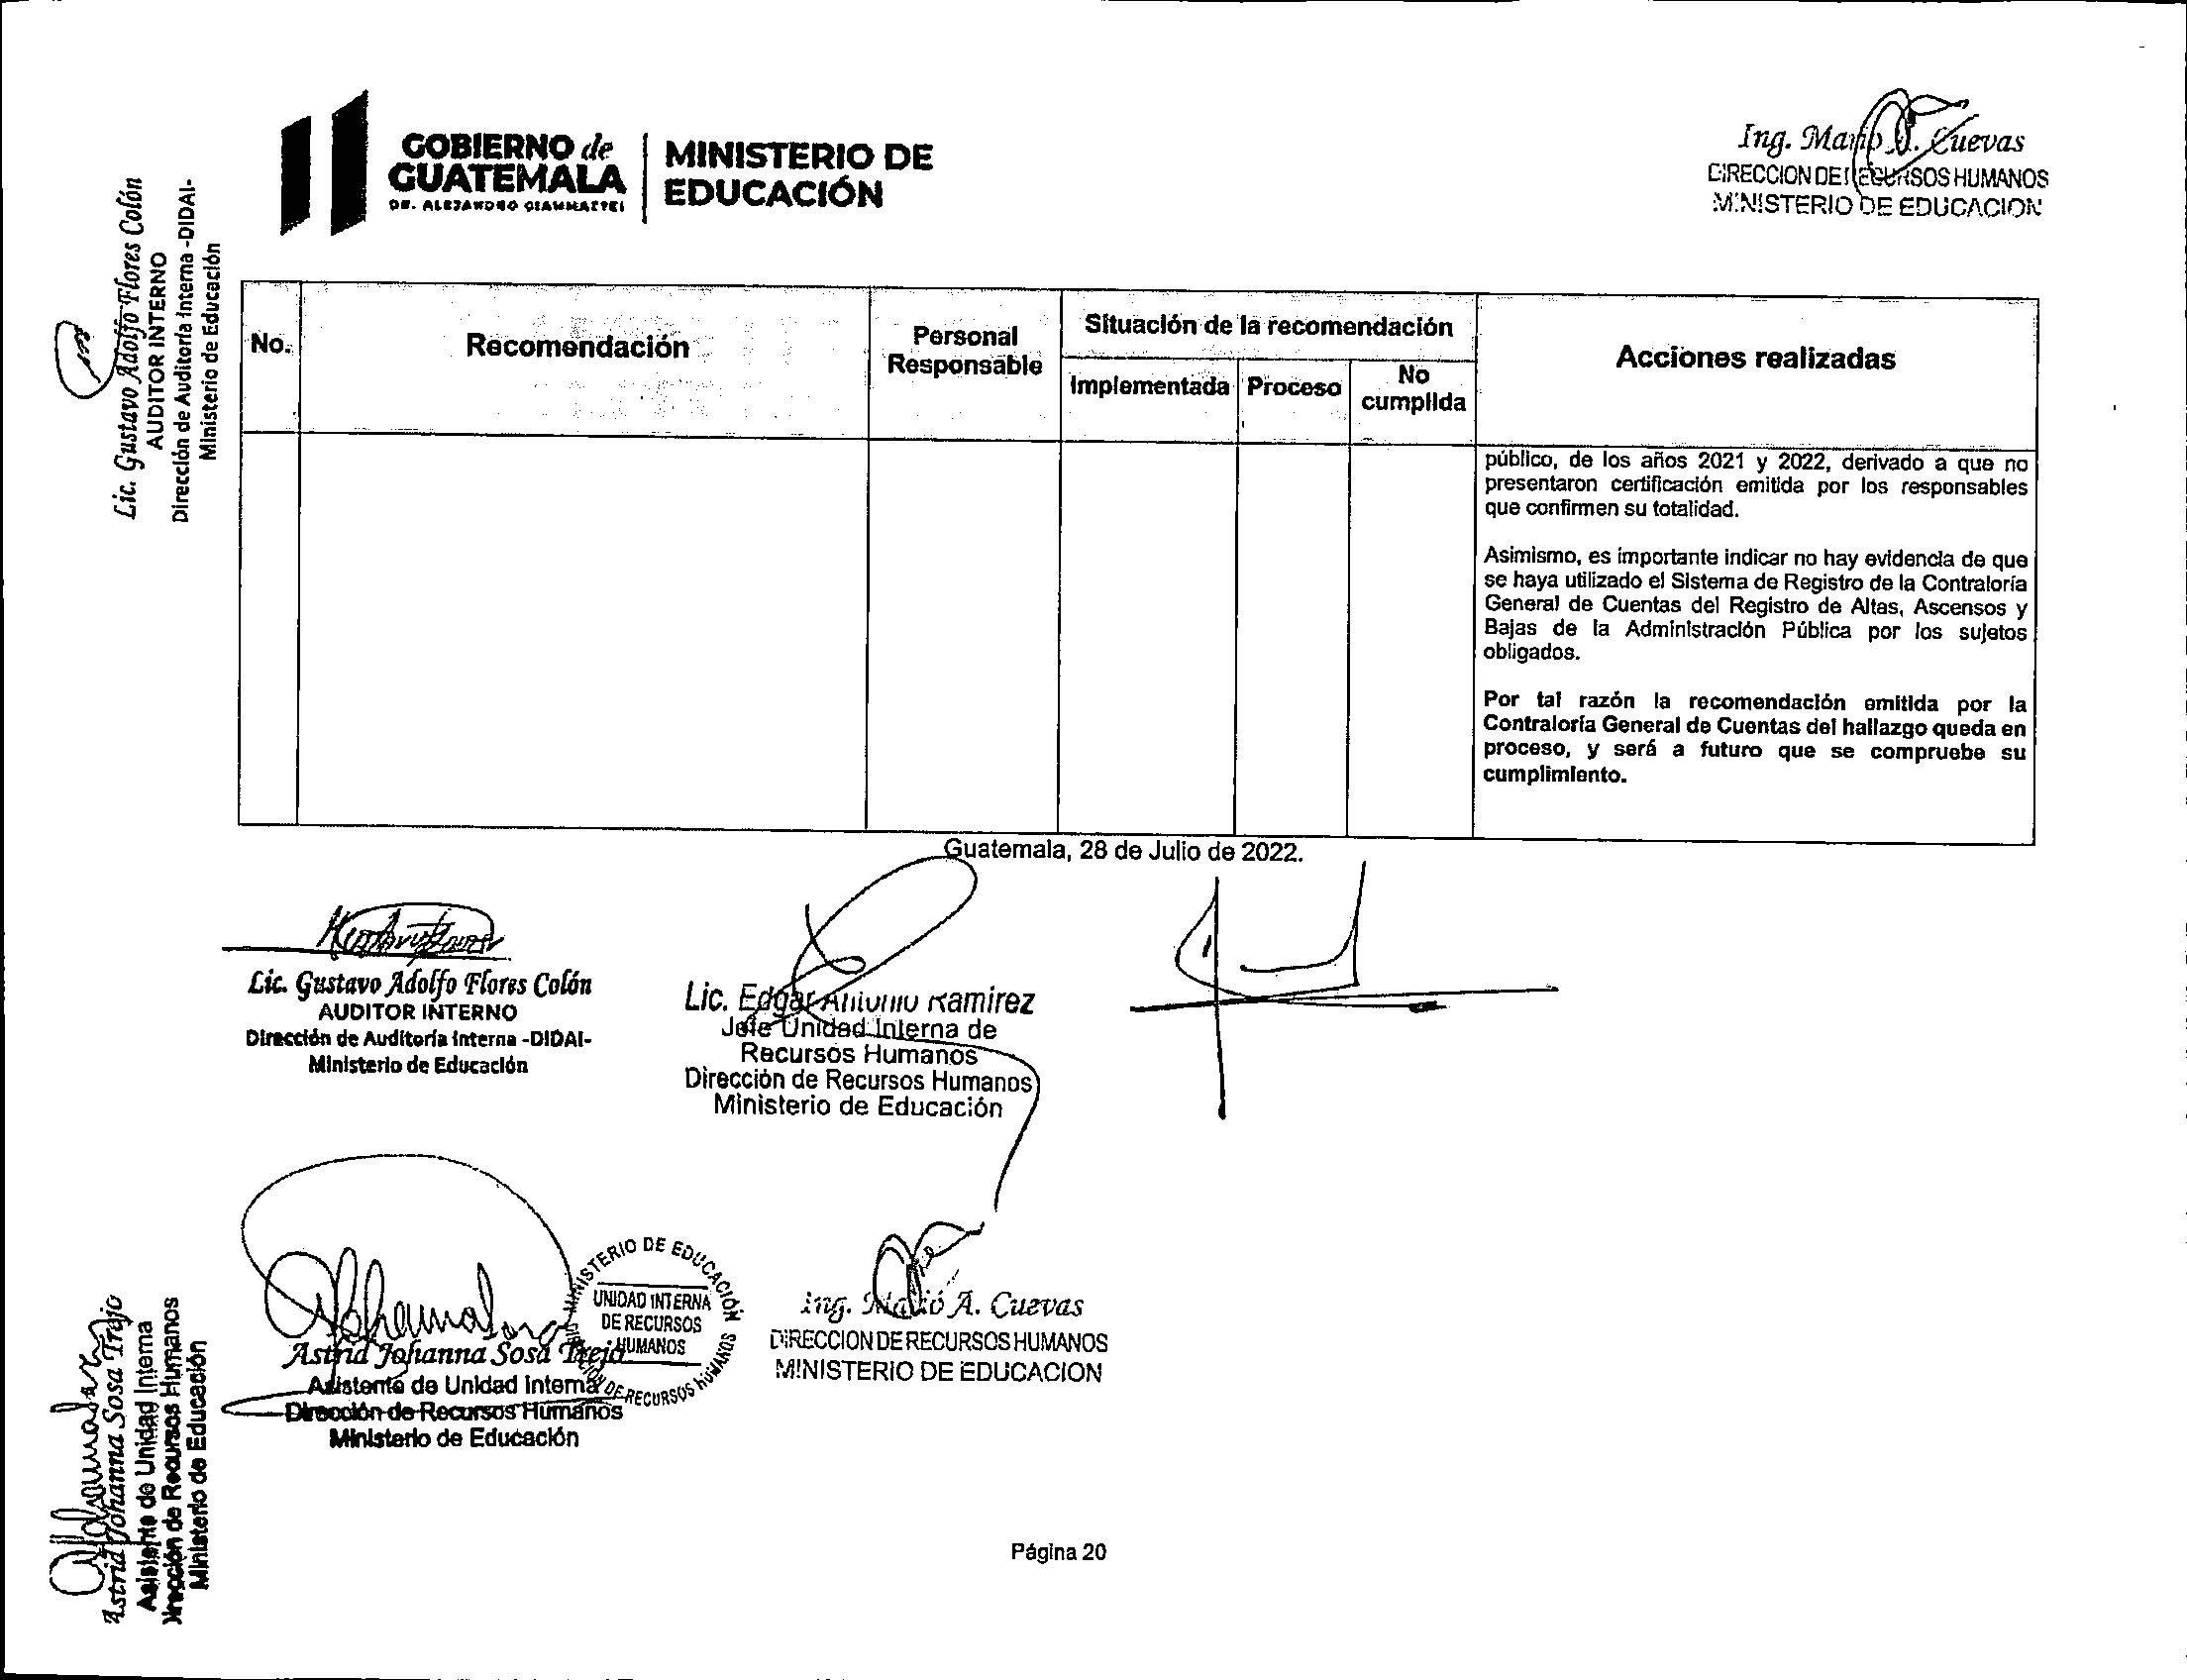 GOBIERNO de
GUATEMALA
DR. ALEJANDRO GIAMMATTEI
MINISTERIO DE
EDUCACIÓN
Ing. Mario A. Cuevas
DIRECCION DE RECURSOS HUMANOS
MINISTERIO DE EDUCACION
Lic. Gustavo Adolfo Flores Colón
AUDITOR INTERNO
Dirección de Auditoría Interna -DIDAI-
Ministerio de Educación
No.
Recomendación
Personal
Responsable
Situación de la recomendación
Implementada
Proceso
No
cumplida
Acciones realizadas
público, de los años 2021 y 2022, derivado a que no
presentaron certificación emitida por los responsables
que confirmen su totalidad.
Asimismo, es importante indicar no hay evidencia de que
se haya utilizado el Sistema de Registro de la Contraloría
General de Cuentas del Registro de Altas, Ascensos y
Bajas de la Administración Pública por los sujetos
obligados.
Por tal razón la recomendación emitida por la
Contraloría General de Cuentas del hallazgo queda en
proceso, y será a futuro que se compruebe su
cumplimiento.
Guatemala, 28 de Julio de 2022.
Lic. Gustavo Adolfo Flores Colón
AUDITOR INTERNO
Dirección de Auditoría Interna -DIDAI-
Ministerio de Educación
Lic. Edgar Antonio Ramirez
Jefe Unidad Interna de
Recursos Humanos
Dirección de Recursos Humanos
Ministerio de Educación
Astrid Johanna Sosa Trejo
Asistente de Unidad Interna
Dirección de Recursos Humanos
Ministerio de Educación
MINISTERIO DE EDUCACIÓN
UNIDAD INTERNA
DE RECURSOS
HUMANOS
DIRECCIÓN DE RECURSOS HUMANOS
Ing. Mario A. Cuevas
DIRECCION DE RECURSOS HUMANOS
MINISTERIO DE EDUCACION
Astrid Johanna Sosa Trejo
Asistente de Unidad Interna
Dirección de Recursos Humanos
Ministerio de Educación
Página 20